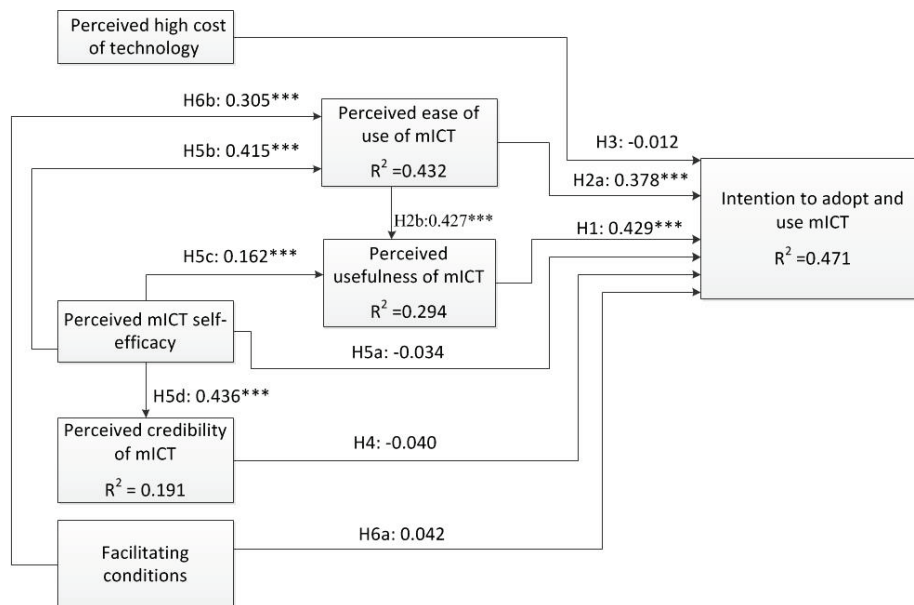 Perceived high cost
of technology
H6b: 0.305***
Perceived ease of
use of mICT
R² =0.432
H5b: 0.415***
H3: -0.012
H2a: 0.378***
Intention to adopt and
use mICT
R² =0.471
H2b:0.427***
H1: 0.429***
H5c: 0.162***
Perceived
usefulness of mICT
R² =0.294
Perceived mICT self-
efficacy
H5a: -0.034
H5d: 0.436***
Perceived credibility
of mICT
R² = 0.191
H4: -0.040
H6a: 0.042
Facilitating
conditions